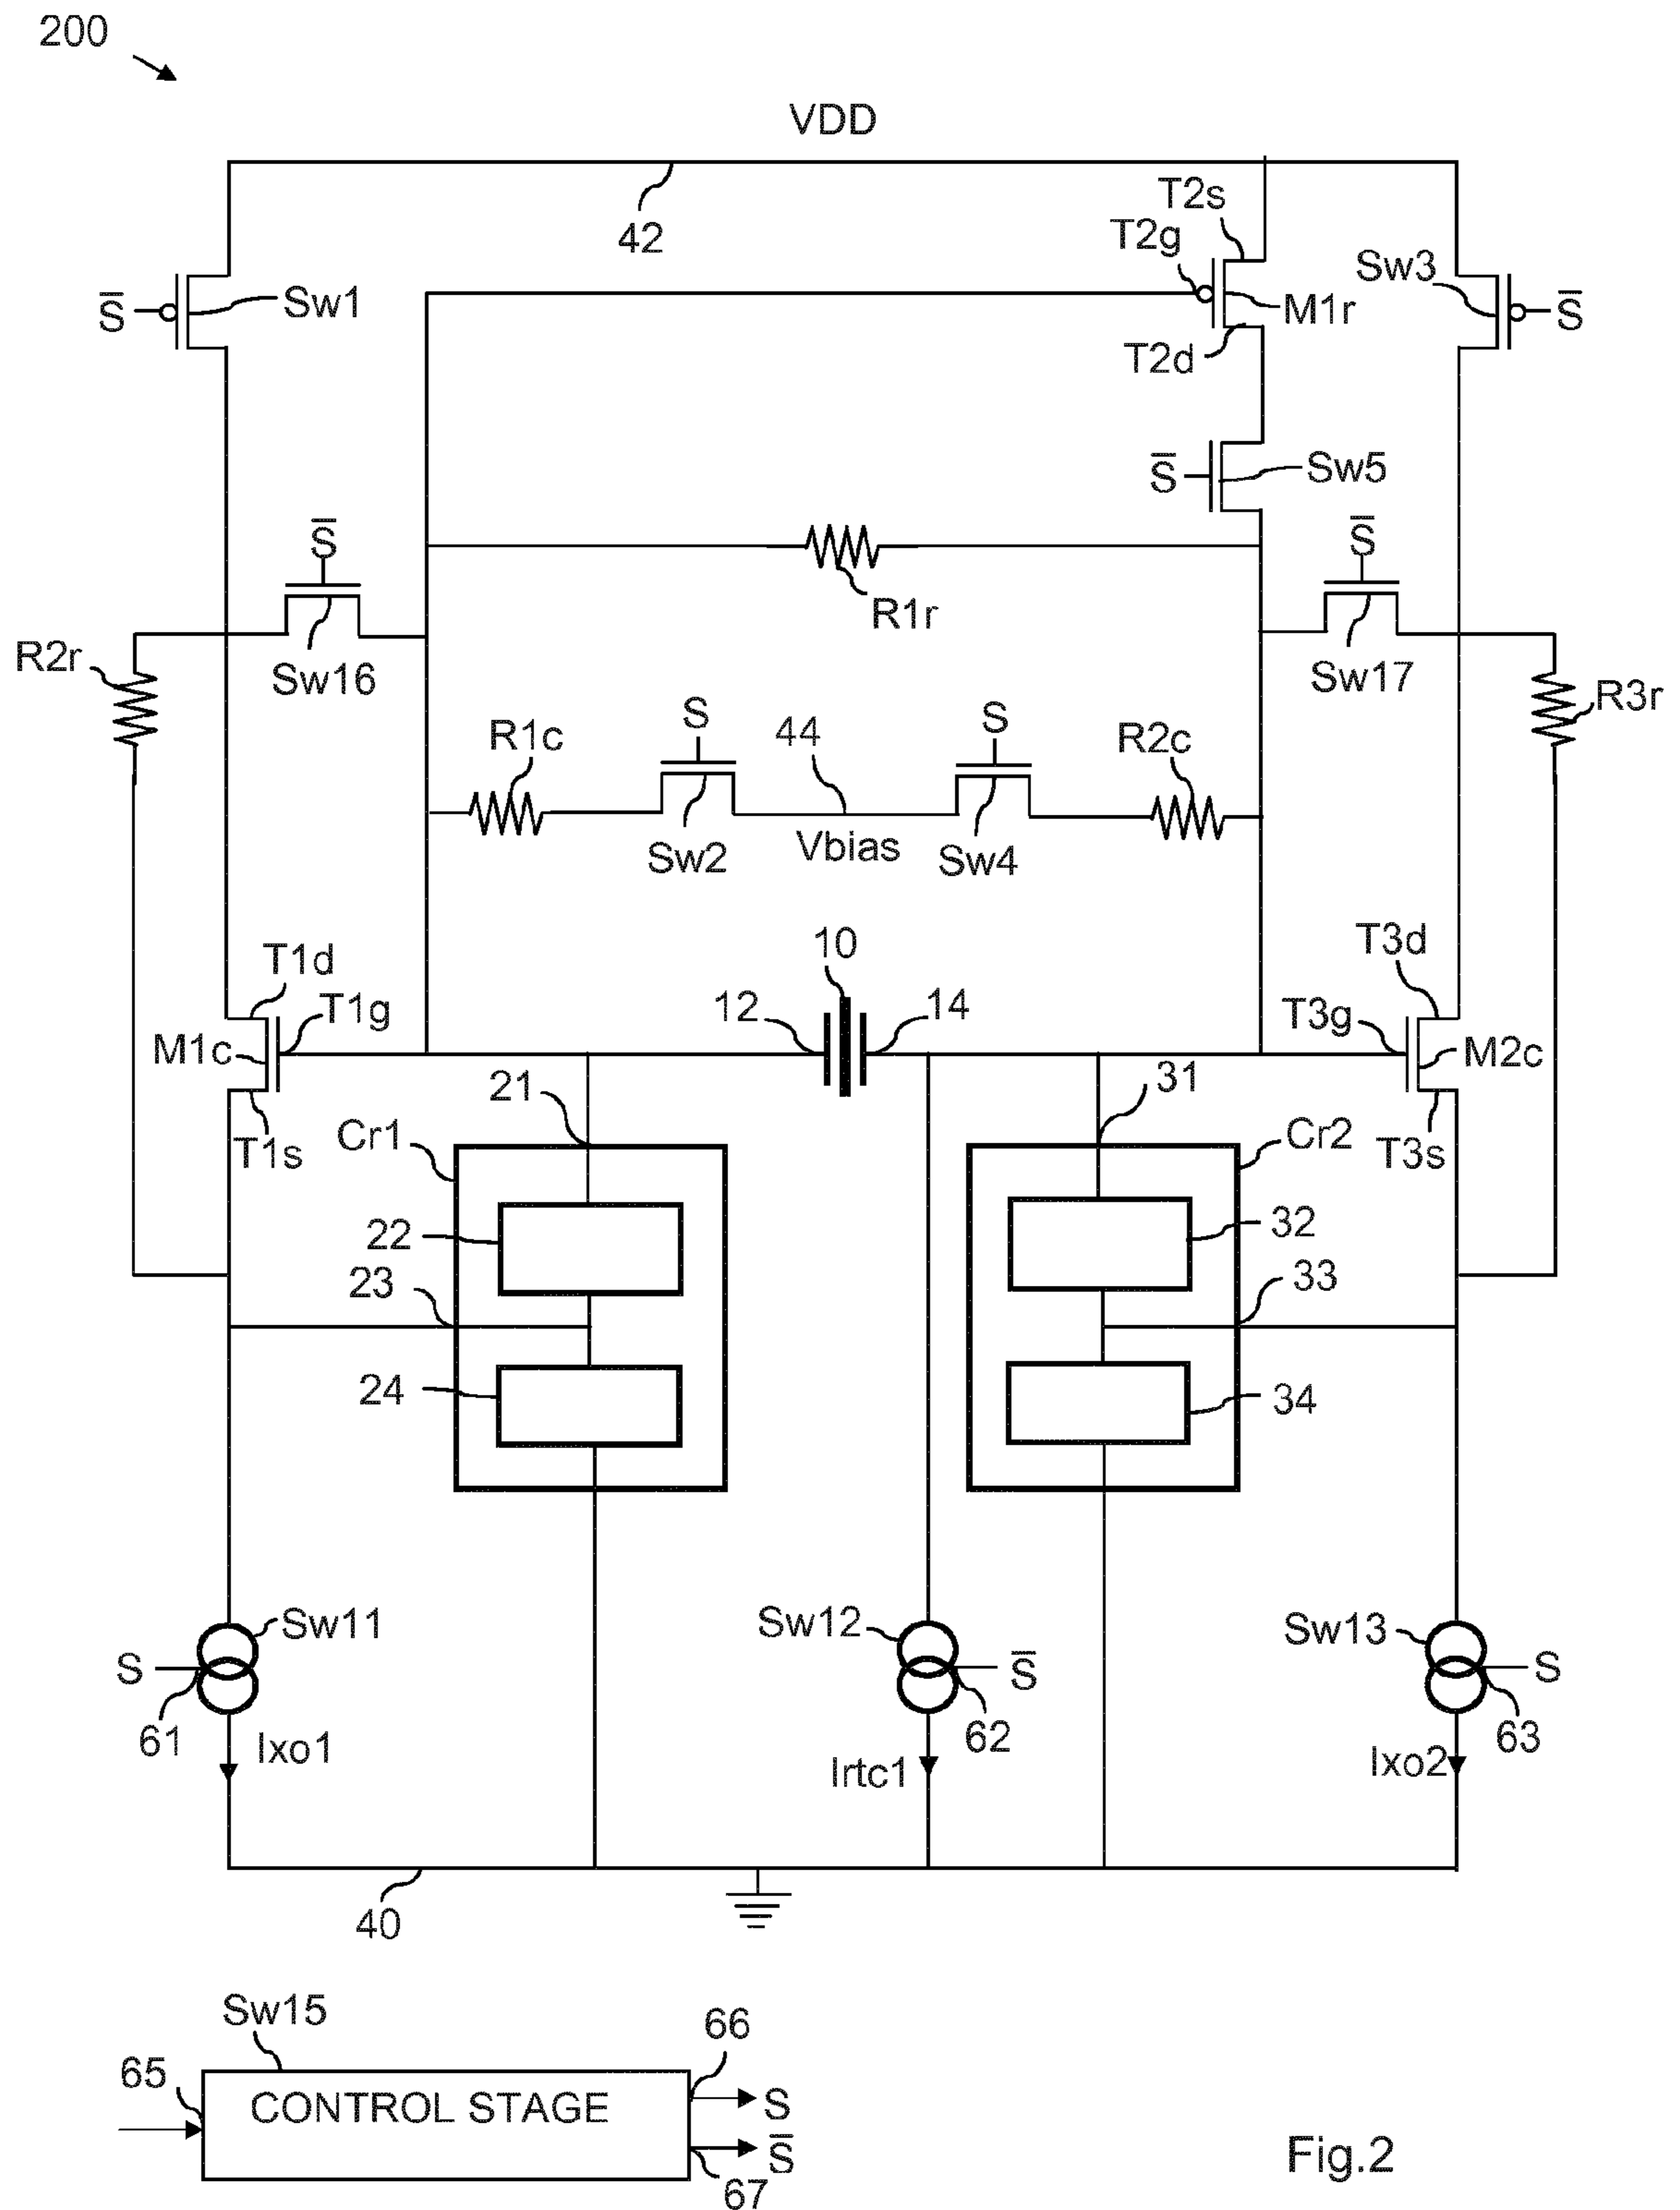 200
VDD
42
T2s
T2g
M1r
T2d
Sw3
S̅
S̅
Sw1
S̅
Sw5
S̅
S̅
R1r
R2r
Sw16
Sw17
R3r
R1c
S
44
S
R2c
Sw2
Vbias
Sw4
T1d
T1g
M1c
T1s
12
10
14
T3d
T3g
M2c
T3s
21
31
Cr1
Cr2
22
32
23
33
24
34
Sw11
S
61
Ixo1
Sw12
S̅
62
Irtc1
Sw13
S
63
Ixo2
40
Sw15
65
CONTROL STAGE
66
S
S̅
67
Fig.2